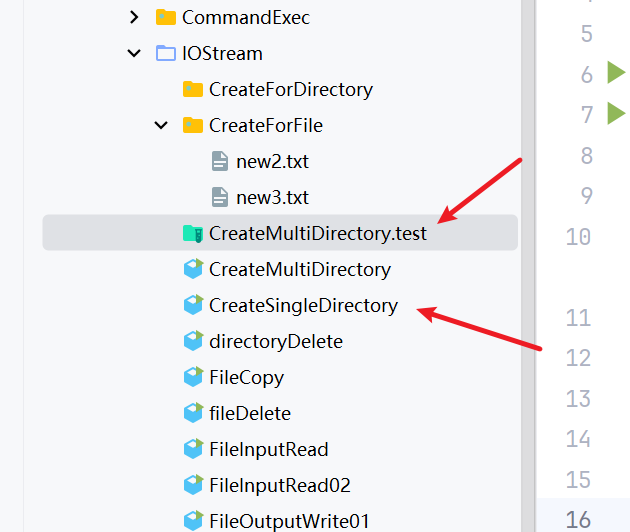 CommandExec
IOStream
CreateForDirectory
CreateForFile
new2.txt
new3.txt
CreateMultiDirectory.test
CreateMultiDirectory
CreateSingleDirectory
directoryDelete
FileCopy
fileDelete
FileInputRead
FileInputRead02
FileOutputWrite01
5
6
7
8
9
10
11
12
13
14
15
16